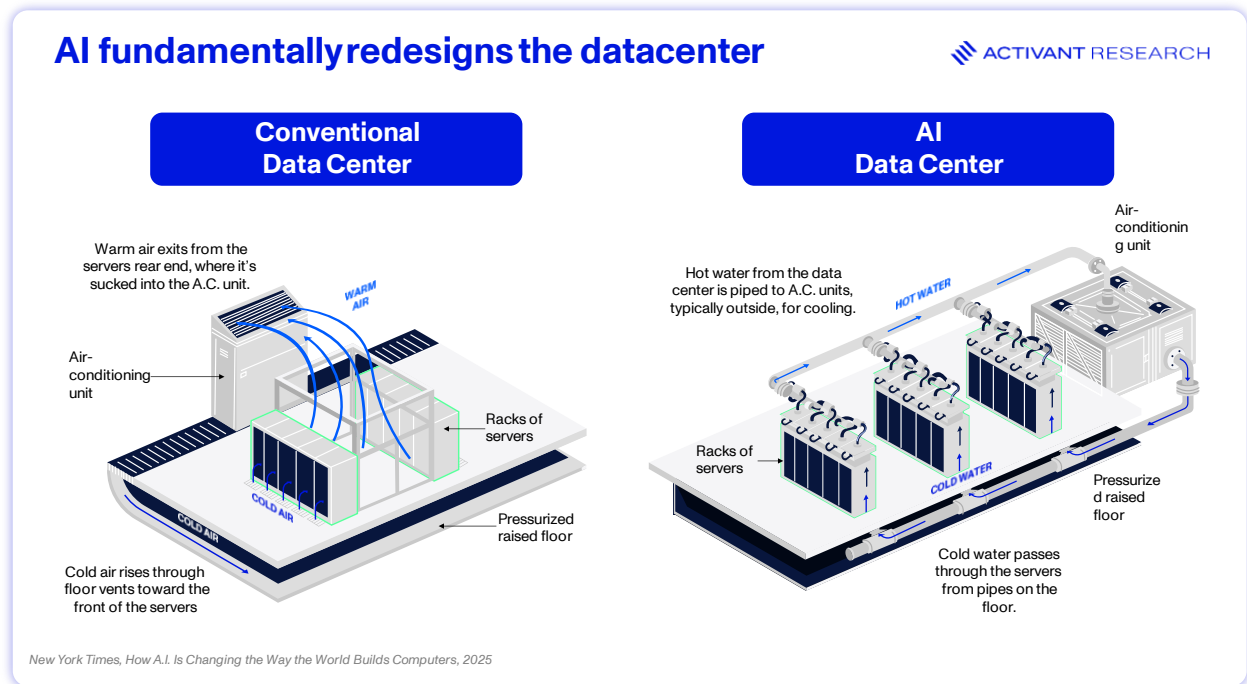 AI fundamentally redesigns the datacenter
ACTIVANT RESEARCH
Conventional
Data Center
Warm air exits from the
servers rear end, where it's
sucked into the A.C. unit.
WARM
AIR
Air-
conditioning
unit
Racks of
servers
COLD AIR
COLD AIR
Pressurized
raised floor
Cold air rises through
floor vents toward the
front of the servers
AI
Data Center
Air-
conditionin
g unit
Hot water from the data
center is piped to A.C. units,
typically outside, for cooling.
HOT WATER
Racks of
servers
COLD WATER
Pressurize
d raised
floor
Cold water passes
through the servers
from pipes on the
floor.
New York Times, How A.I. Is Changing the Way the World Builds Computers, 2025